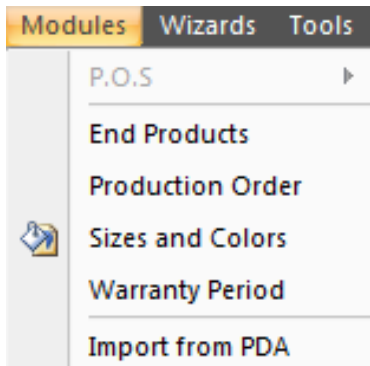 Modules Wizards Tools
P.O.S
End Products
Production Order
Sizes and Colors
Warranty Period
Import from PDA